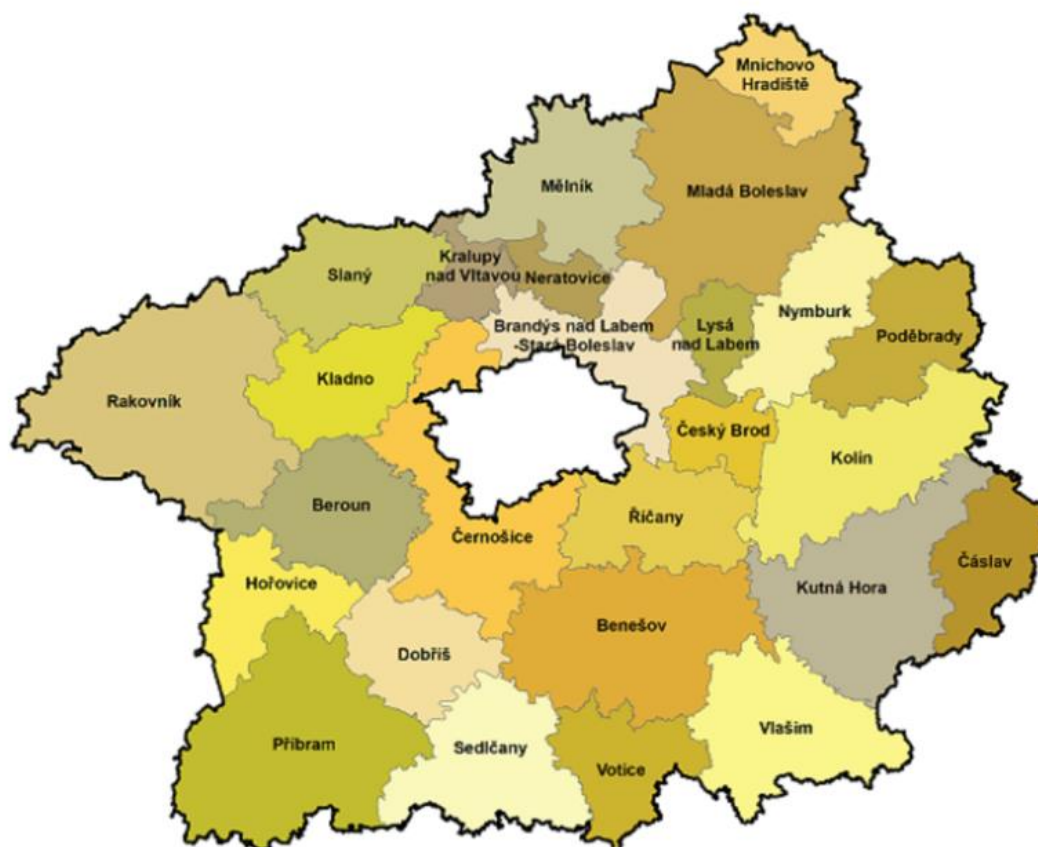 Mnichovo
Hradiště
Mělník
Mladá Boleslav
Kralupy
nad Vltavou
Neratovice
Slaný
Nymburk
Brandýs nad Labem
-Stará Boleslav
Lysá
nad Labem
Poděbrady
Kladno
Rakovník
Český Brod
Kolín
Beroun
Říčany
Černošice
Čáslav
Hořovice
Kutná Hora
Benešov
Dobříš
Vlašim
Příbram
Sedlčany
Votice